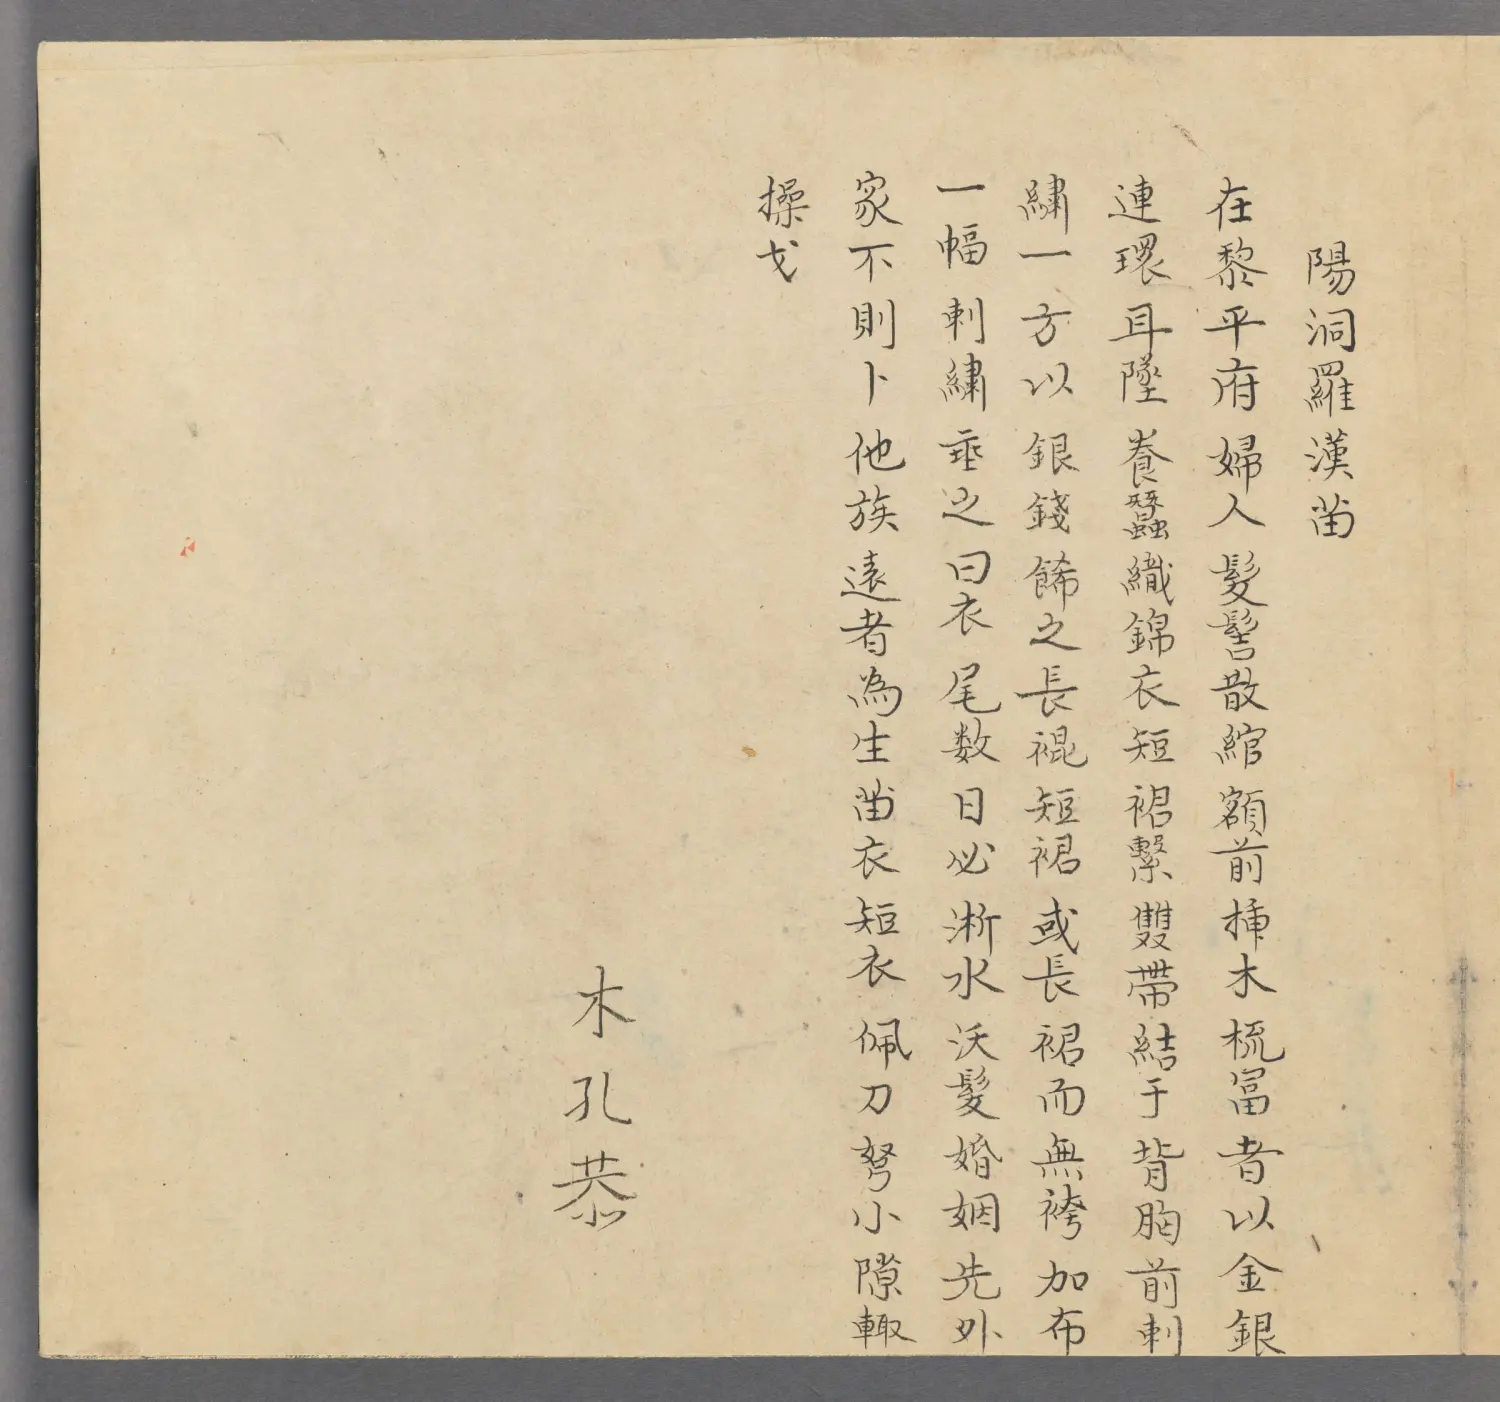 陽洞羅漢苗
在黎平府婦人髮髻散綰額前揷木梳富者以金銀
連環耳墜養蠶織錦衣短裙繫雙帶結于背胸前刺
繡一方以銀錢飾之長裩短裙或長裙而無袴加布
一幅刺繡垂之曰衣尾数日必淅水沃髮婚姻先外
家不則卜他族遠者為生苗衣短衣佩刀弩小隙輙
操戈
木孔恭